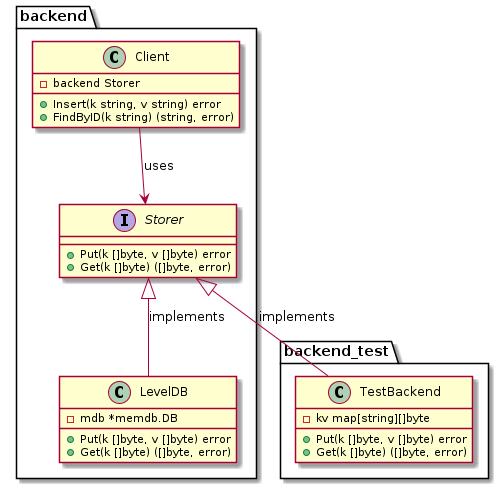 backend
C Client
backend Storer
Insert(k string, v string) error
FindByID(k string) (string, error)
uses
I Storer
Put(k []byte, v []byte) error
Get(k []byte) ([]byte, error)
implements
implements
backend_test
C LevelDB
mdb *memdb.DB
Put(k []byte, v []byte) error
Get(k []byte) ([]byte, error)
C TestBackend
kv map[string][]byte
Put(k []byte, v []byte) error
Get(k []byte) ([]byte, error)